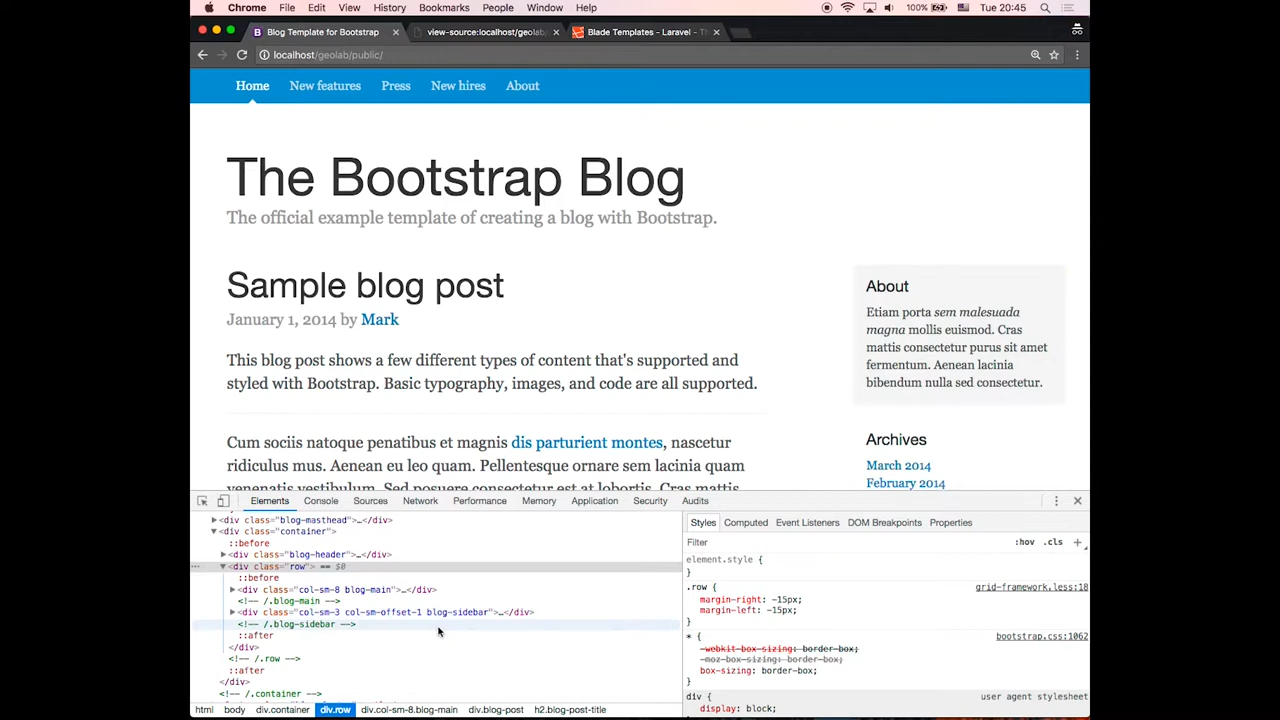 Chrome File Edit View History Bookmarks People Window Help 100% Tue 20:45
Blog Template for Bootstrap view-source:localhost/geolab Blade Templates - Laravel - Th
localhost/geolab/public/
Home New features Press New hires About
The Bootstrap Blog
The official example template of creating a blog with Bootstrap.
Sample blog post
January 1, 2014 by Mark
This blog post shows a few different types of content that's supported and
styled with Bootstrap. Basic typography, images, and code are all supported.
Cum sociis natoque penatibus et magnis dis parturient montes, nascetur
ridiculus mus. Aenean eu leo quam. Pellentesque ornare sem lacinia quam
venenatis vestibulum. Sed posuere consectetur est at lobortis. Cras mattis
About
Etiam porta sem malesuada
magna mollis euismod. Cras
mattis consectetur purus sit amet
fermentum. Aenean lacinia
bibendum nulla sed consectetur.
Archives
March 2014
February 2014
Elements Console Sources Network Performance Memory Application Security Audits
<div class="blog-masthead">…</div>
<div class="container">
::before
<div class="blog-header">…</div>
<div class="row"> == $0
::before
<div class="col-sm-8 blog-main">…</div>
<!-- /.blog-main -->
<div class="col-sm-3 col-sm-offset-1 blog-sidebar">…</div>
<!-- /.blog-sidebar -->
::after
</div>
<!-- /.row -->
::after
</div>
<!-- /.container -->
html body div.container div.row div.col-sm-8.blog-main div.blog-post h2.blog-post-title
Styles Computed Event Listeners DOM Breakpoints Properties
Filter :hov .cls +
element.style {
}
.row { grid-framework.less:18
margin-right: -15px;
margin-left: -15px;
}
* { bootstrap.css:1062
-webkit-box-sizing: border-box;
-moz-box-sizing: border-box;
box-sizing: border-box;
}
div { user agent stylesheet
display: block;